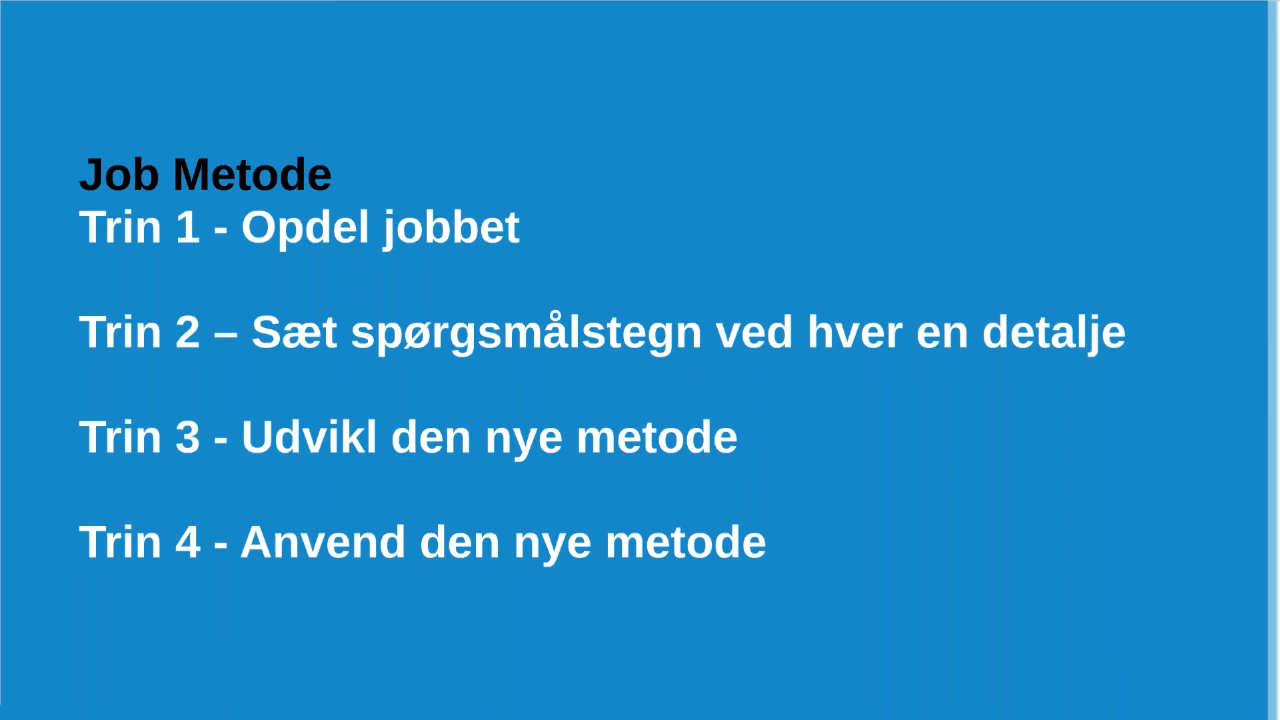 Job Metode
Trin 1 - Opdel jobbet
Trin 2 – Sæt spørgsmålstegn ved hver en detalje
Trin 3 - Udvikl den nye metode
Trin 4 - Anvend den nye metode